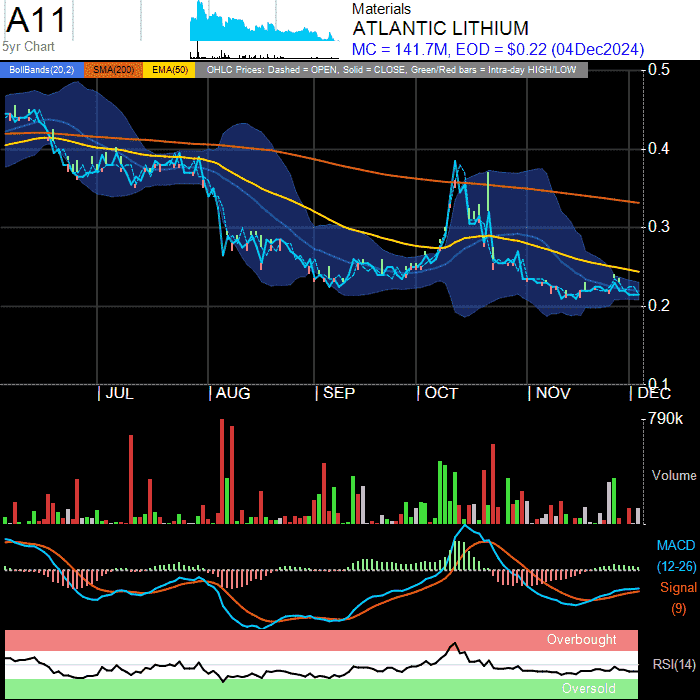 A11
5yr Chart
Materials
ATLANTIC LITHIUM
MC = 141.7M, EOD = $0.22 (04Dec2024)
BollBands(20,2) SMA(200) EMA(50) OHLC Prices: Dashed = OPEN, Solid = CLOSE, Green/Red bars = Intra-day HIGH/LOW
0.5
0.4
0.3
0.2
0.1
JUL AUG SEP OCT NOV DEC
790k
Volume
MACD
(12-26)
Signal
(9)
Overbought
RSI(14)
Oversold